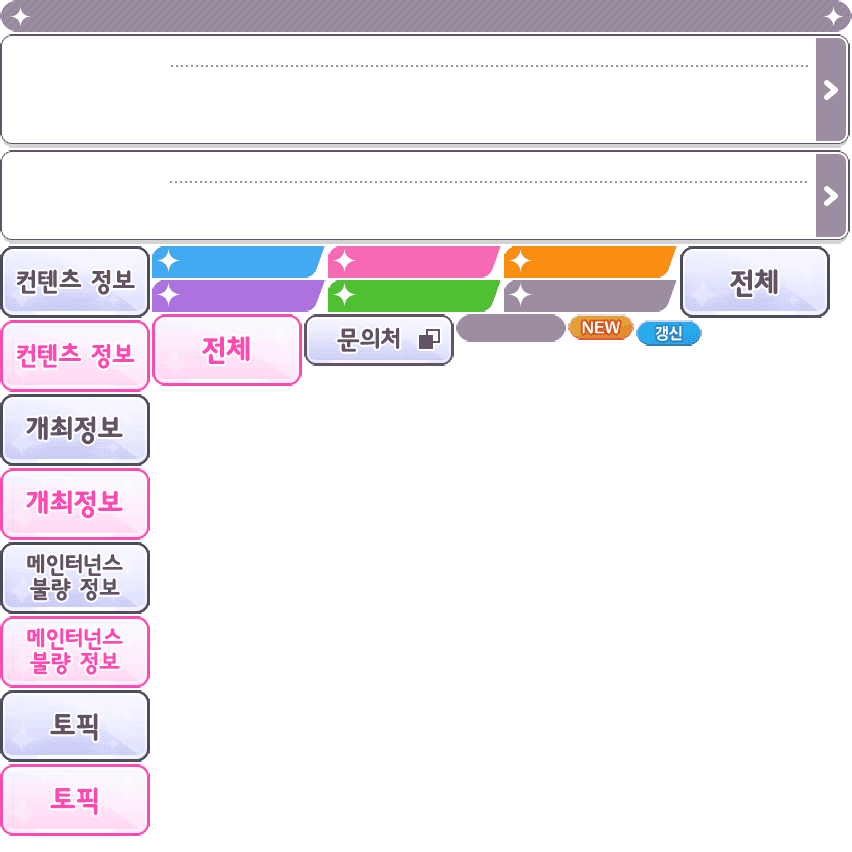 컨텐츠 정보
전체
컨텐츠 정보
전체
문의처
NEW
갱신
개최정보
개최정보
메인터넌스
불량 정보
메인터넌스
불량 정보
토픽
토픽